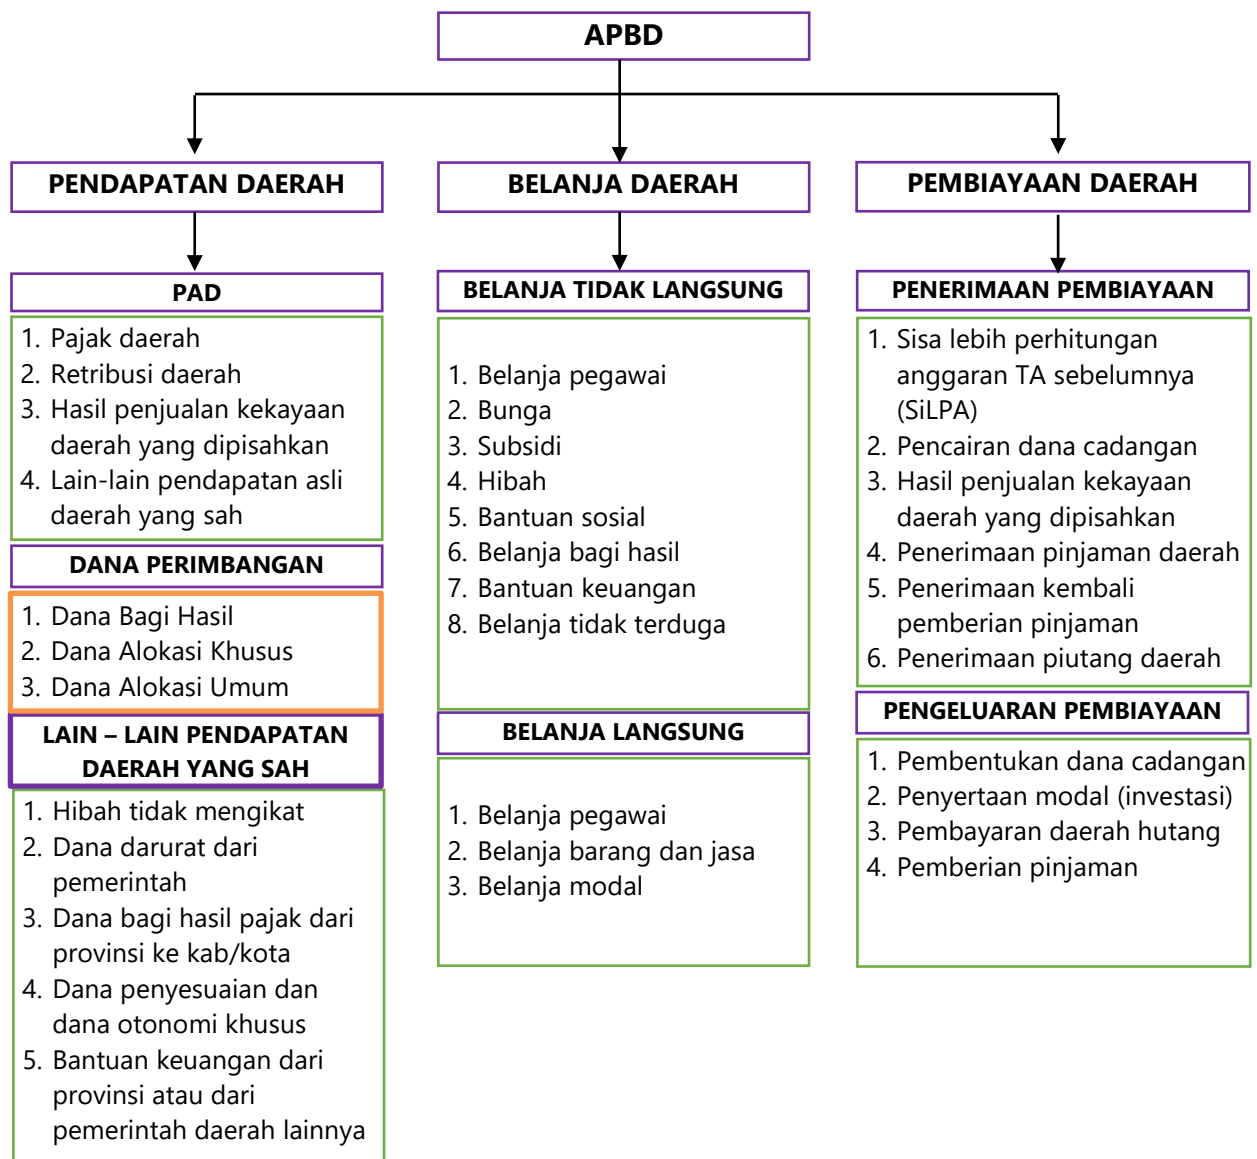 APBD
PENDAPATAN DAERAH
PAD
1. Pajak daerah
2. Retribusi daerah
3. Hasil penjualan kekayaan
daerah yang dipisahkan
4. Lain-lain pendapatan asli
daerah yang sah
DANA PERIMBANGAN
1. Dana Bagi Hasil
2. Dana Alokasi Khusus
3. Dana Alokasi Umum
LAIN – LAIN PENDAPATAN
DAERAH YANG SAH
1. Hibah tidak mengikat
2. Dana darurat dari
pemerintah
3. Dana bagi hasil pajak dari
provinsi ke kab/kota
4. Dana penyesuaian dan
dana otonomi khusus
5. Bantuan keuangan dari
provinsi atau dari
pemerintah daerah lainnya
BELANJA DAERAH
BELANJA TIDAK LANGSUNG
1. Belanja pegawai
2. Bunga
3. Subsidi
4. Hibah
5. Bantuan sosial
6. Belanja bagi hasil
7. Bantuan keuangan
8. Belanja tidak terduga
BELANJA LANGSUNG
1. Belanja pegawai
2. Belanja barang dan jasa
3. Belanja modal
PEMBIAYAAN DAERAH
PENERIMAAN PEMBIAYAAN
1. Sisa lebih perhitungan
anggaran TA sebelumnya
(SiLPA)
2. Pencairan dana cadangan
3. Hasil penjualan kekayaan
daerah yang dipisahkan
4. Penerimaan pinjaman daerah
5. Penerimaan kembali
pemberian pinjaman
6. Penerimaan piutang daerah
PENGELUARAN PEMBIAYAAN
1. Pembentukan dana cadangan
2. Penyertaan modal (investasi)
3. Pembayaran daerah hutang
4. Pemberian pinjaman